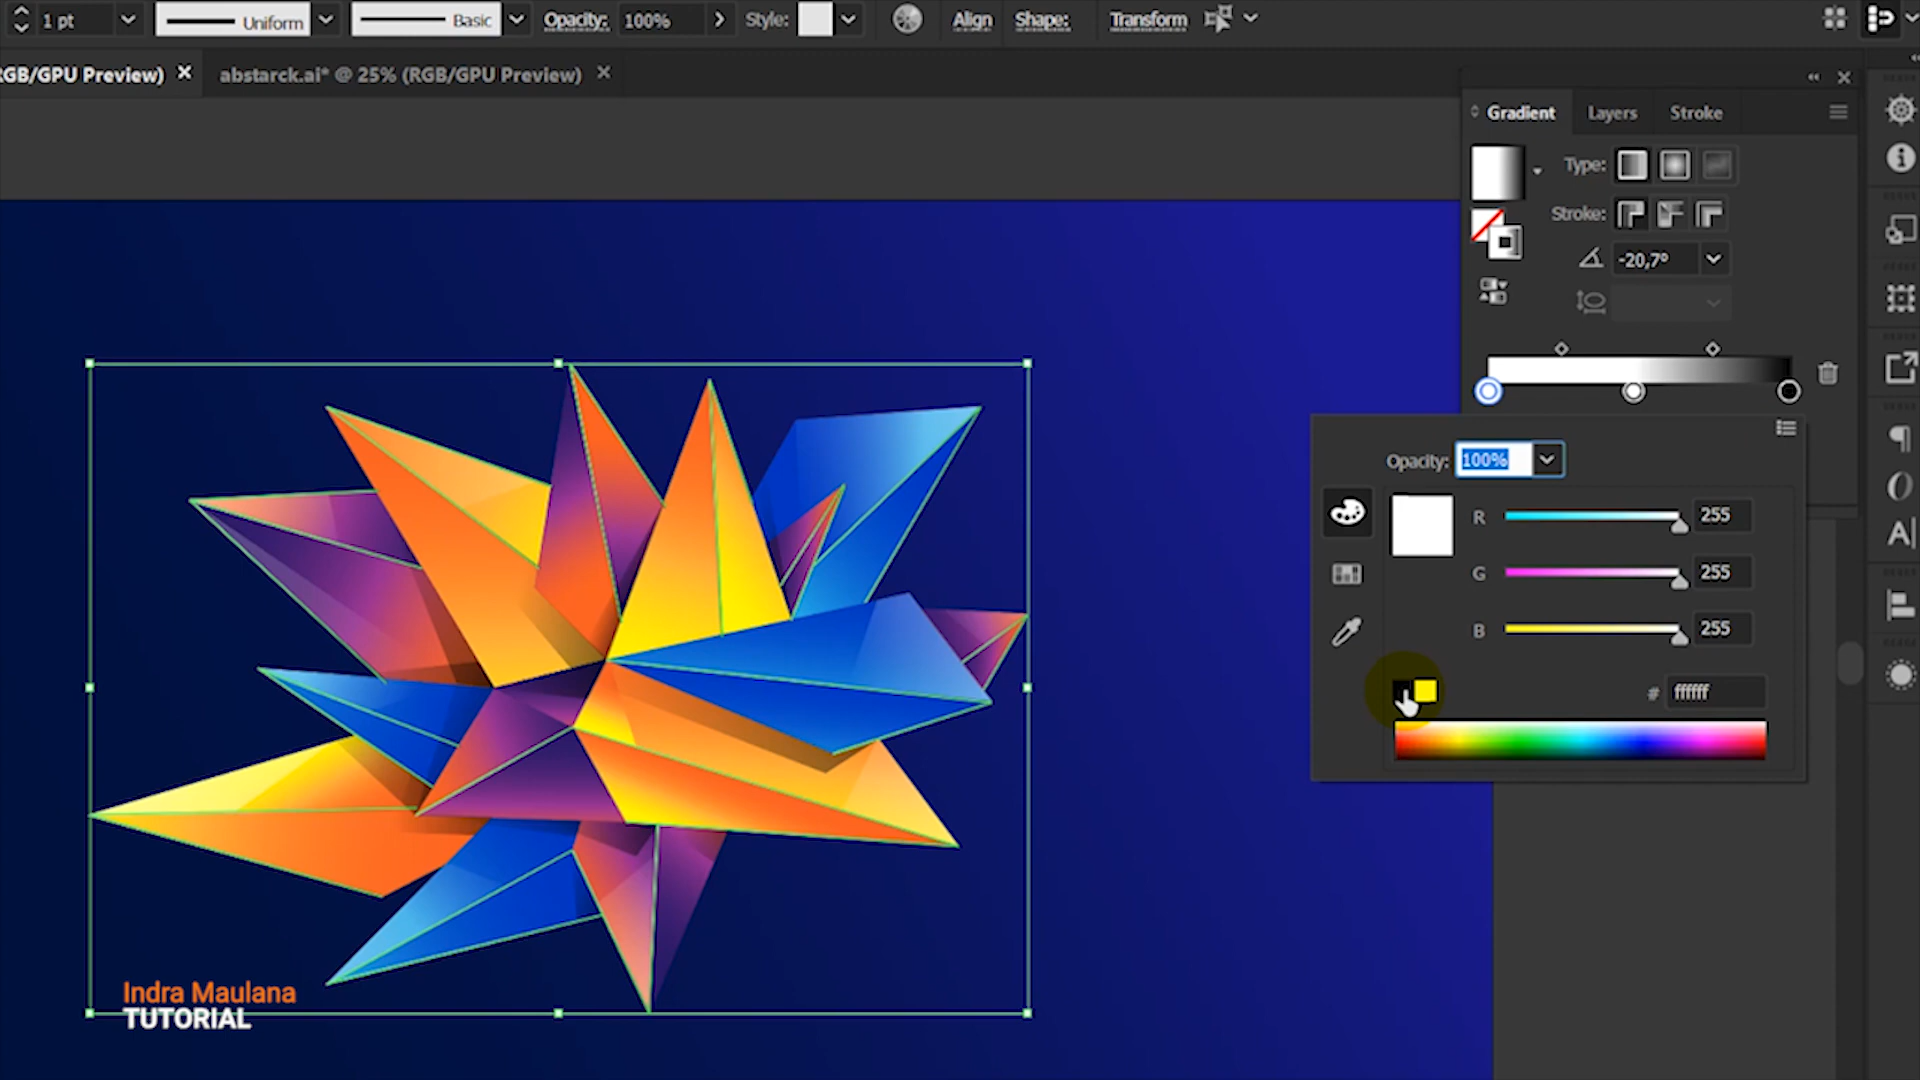 1 pt
Uniform
Basic
Opacity: 100%
Style:
Align
Shape:
Transform
RGB/GPU Preview) ×
abstarck.ai* @ 25% (RGB/GPU Preview) ×
Gradient
Layers
Stroke
Type:
Stroke:
-20,7°
Opacity: 100%
R 255
G 255
B 255
# ffffff
Indra Maulana
TUTORIAL